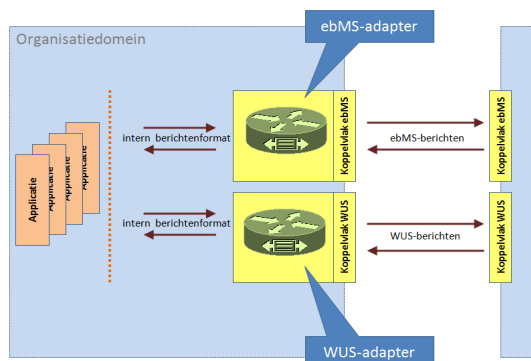 ebMS-adapter
Organisatiedomein
Applicatie
Applicatie
Applicatie
Applicatie
intern berichtenformat
Koppelvlak ebMS
ebMS-berichten
Koppelvlak ebMS
intern berichtenformat
Koppelvlak WUS
WUS-berichten
Koppelvlak WUS
WUS-adapter